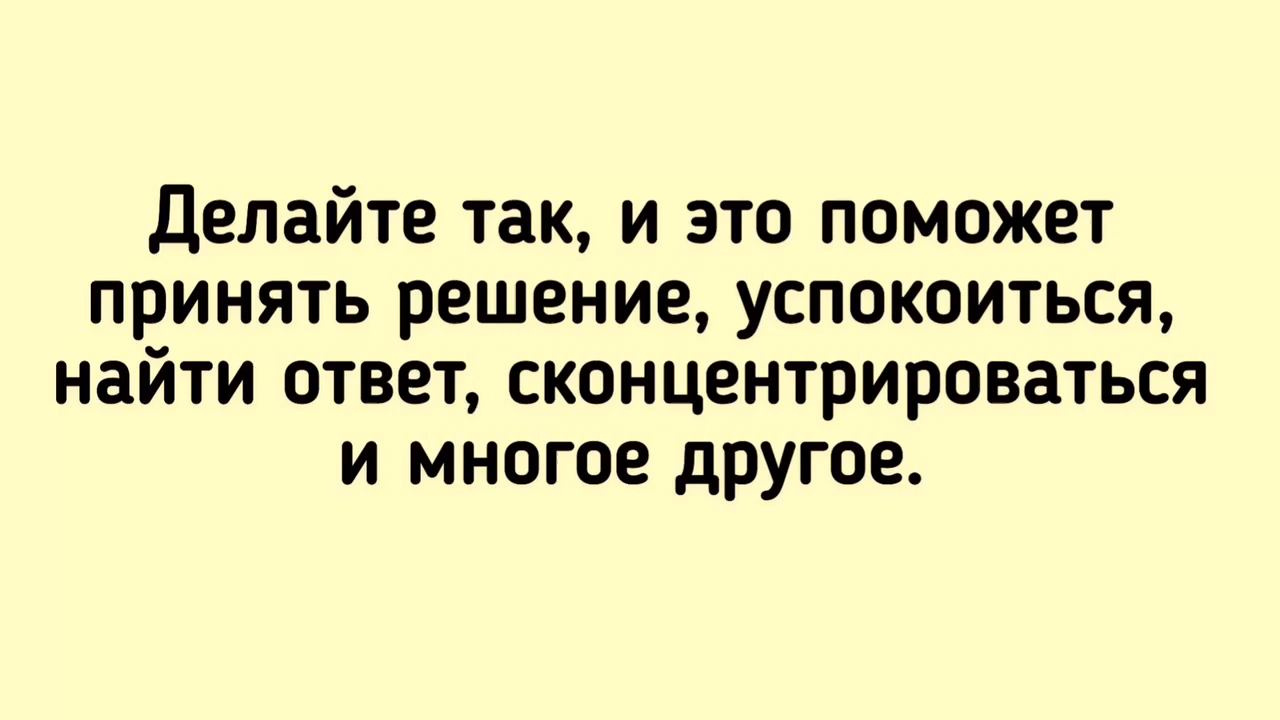 Делайте так, и это поможет
принять решение, успокоиться,
найти ответ, сконцентрироваться
и многое другое.